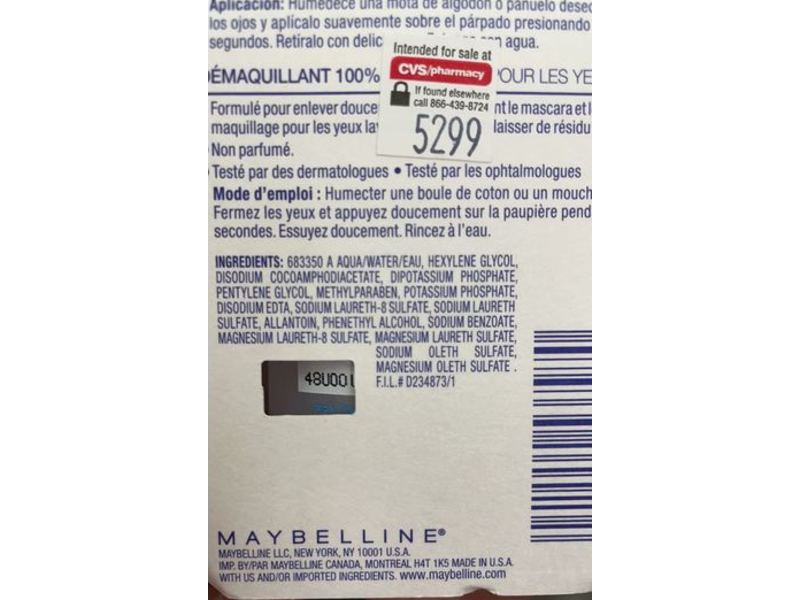 Aplicación: Humedece una mota de algodón o pañuelo
los ojos y aplícalo suavemente sobre el párpado presionando
segundos. Retíralo con agua.
Intended for sale at
CVS/pharmacy
If found elsewhere
call 866-439-8724
5299
DÉMAQUILLANT 100% POUR LES
Formulé pour enlever le mascara et
maquillage pour les yeux laisser de
Non parfumé.
Testé par des dermatologues • Testé par les ophtalmologues
Mode d'emploi : Humecter une boule de coton ou un
Fermez les yeux et appuyez doucement sur la paupière
secondes. Essuyez doucement. Rincez à l'eau.
INGREDIENTS: 683350 A AQUA/WATER/EAU, HEXYLENE GLYCOL,
DISODIUM COCOAMPHODIACETATE, DIPOTASSIUM PHOSPHATE,
PENTYLENE GLYCOL, METHYLPARABEN, POTASSIUM PHOSPHATE,
DISODIUM EDTA, SODIUM LAURETH-8 SULFATE, SODIUM LAURETH
SULFATE, ALLANTOIN, PHENETHYL ALCOHOL, SODIUM BENZOATE,
MAGNESIUM LAURETH-8 SULFATE, MAGNESIUM LAURETH SULFATE,
SODIUM OLETH SULFATE,
MAGNESIUM OLETH SULFATE .
F.I.L.# D234873/1
48U001
MAYBELLINE®
MAYBELLINE LLC, NEW YORK, NY 10001 U.S.A.
IMP. BY/PAR MAYBELLINE CANADA, MONTREAL H4T 1K5 MADE IN U.S.A.
WITH US AND/OR IMPORTED INGREDIENTS. www.maybelline.com